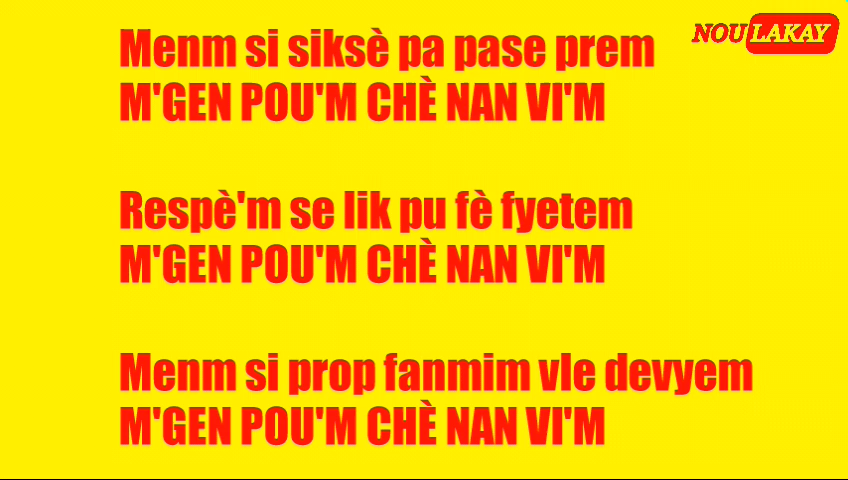 NOU LAKAY
Menm si siksè pa pase prem
M'GEN POU'M CHÈ NAN VI'M
Respè'm se lik pu fè fyetem
M'GEN POU'M CHÈ NAN VI'M
Menm si prop fanmim vle devyem
M'GEN POU'M CHÈ NAN VI'M